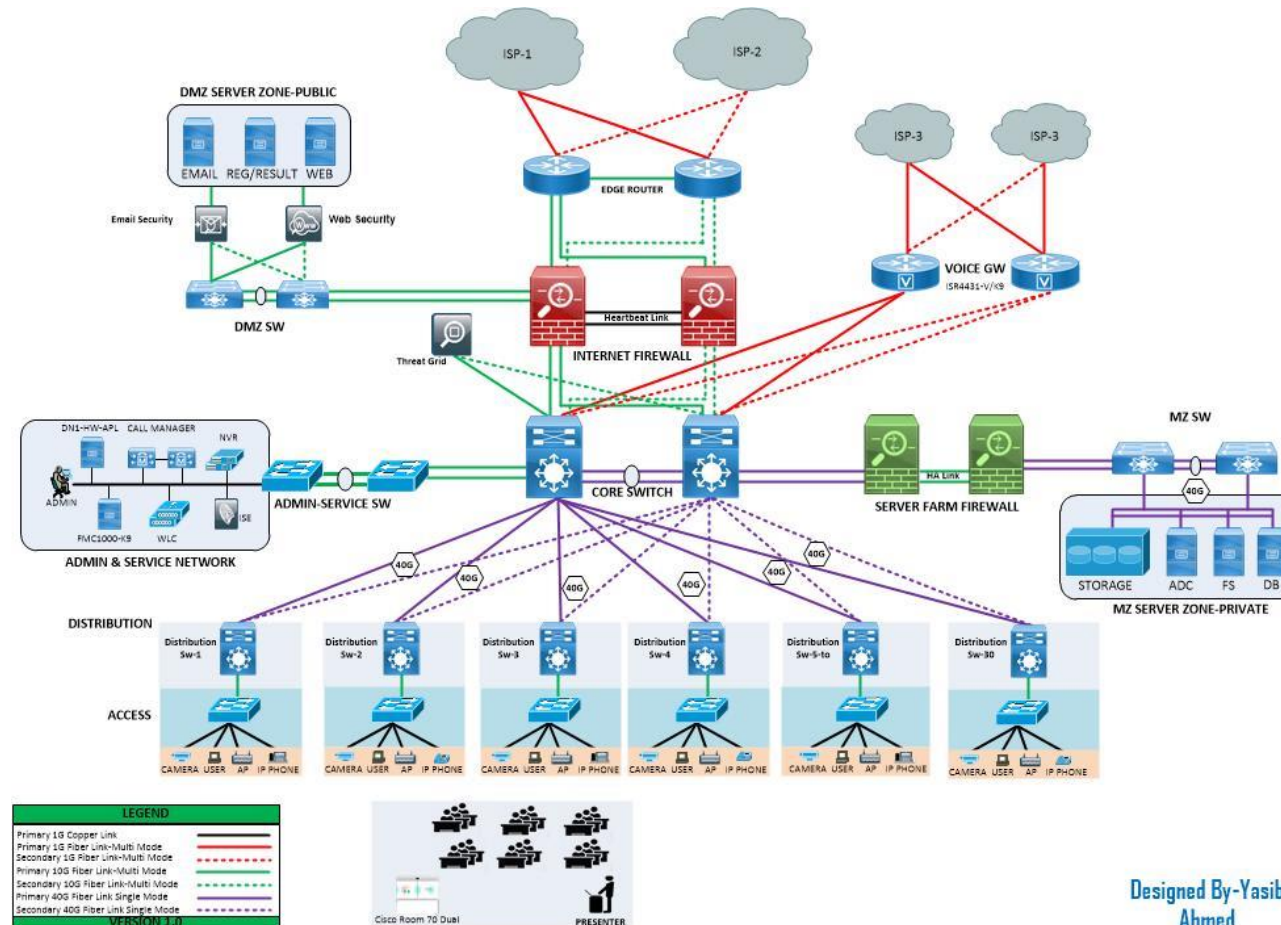 ISP-1
ISP-2
DMZ SERVER ZONE-PUBLIC
EMAIL REG/RESULT WEB
ISP-3
ISP-3
EDGE ROUTER
Email Security
Web Security
VOICE GW
ISR4431-V/K9
DMZ SW
Heartbeat Link
INTERNET FIREWALL
Threat Grid
DN1-HW-APL
CALL MANAGER
NVR
ADMIN
FMC1000-K9
WLC
ISE
ADMIN-SERVICE SW
ADMIN & SERVICE NETWORK
CORE SWITCH
HA Link
SERVER FARM FIREWALL
MZ SW
40G
STORAGE ADC FS DB
MZ SERVER ZONE-PRIVATE
40G
40G
40G
40G
40G
40G
DISTRIBUTION
Distribution Sw-1
Distribution Sw-2
Distribution Sw-3
Distribution Sw-4
Distribution Sw-5-to
Distribution Sw-30
ACCESS
CAMERA USER AP IP PHONE
CAMERA USER AP IP PHONE
CAMERA USER AP IP PHONE
CAMERA USER AP IP PHONE
CAMERA USER AP IP PHONE
CAMERA USER AP IP PHONE
LEGEND
Primary 1G Copper Link
Primary 1G Fiber Link-Multi Mode
Secondary 1G Fiber Link-Multi Mode
Primary 10G Fiber Link-Multi Mode
Secondary 10G Fiber Link-Multi Mode
Primary 40G Fiber Link Single Mode
Secondary 40G Fiber Link Single Mode
VERSION 1.0
Cisco Room 70 Dual
PRESENTER
Designed By-Yasib
Ahmed